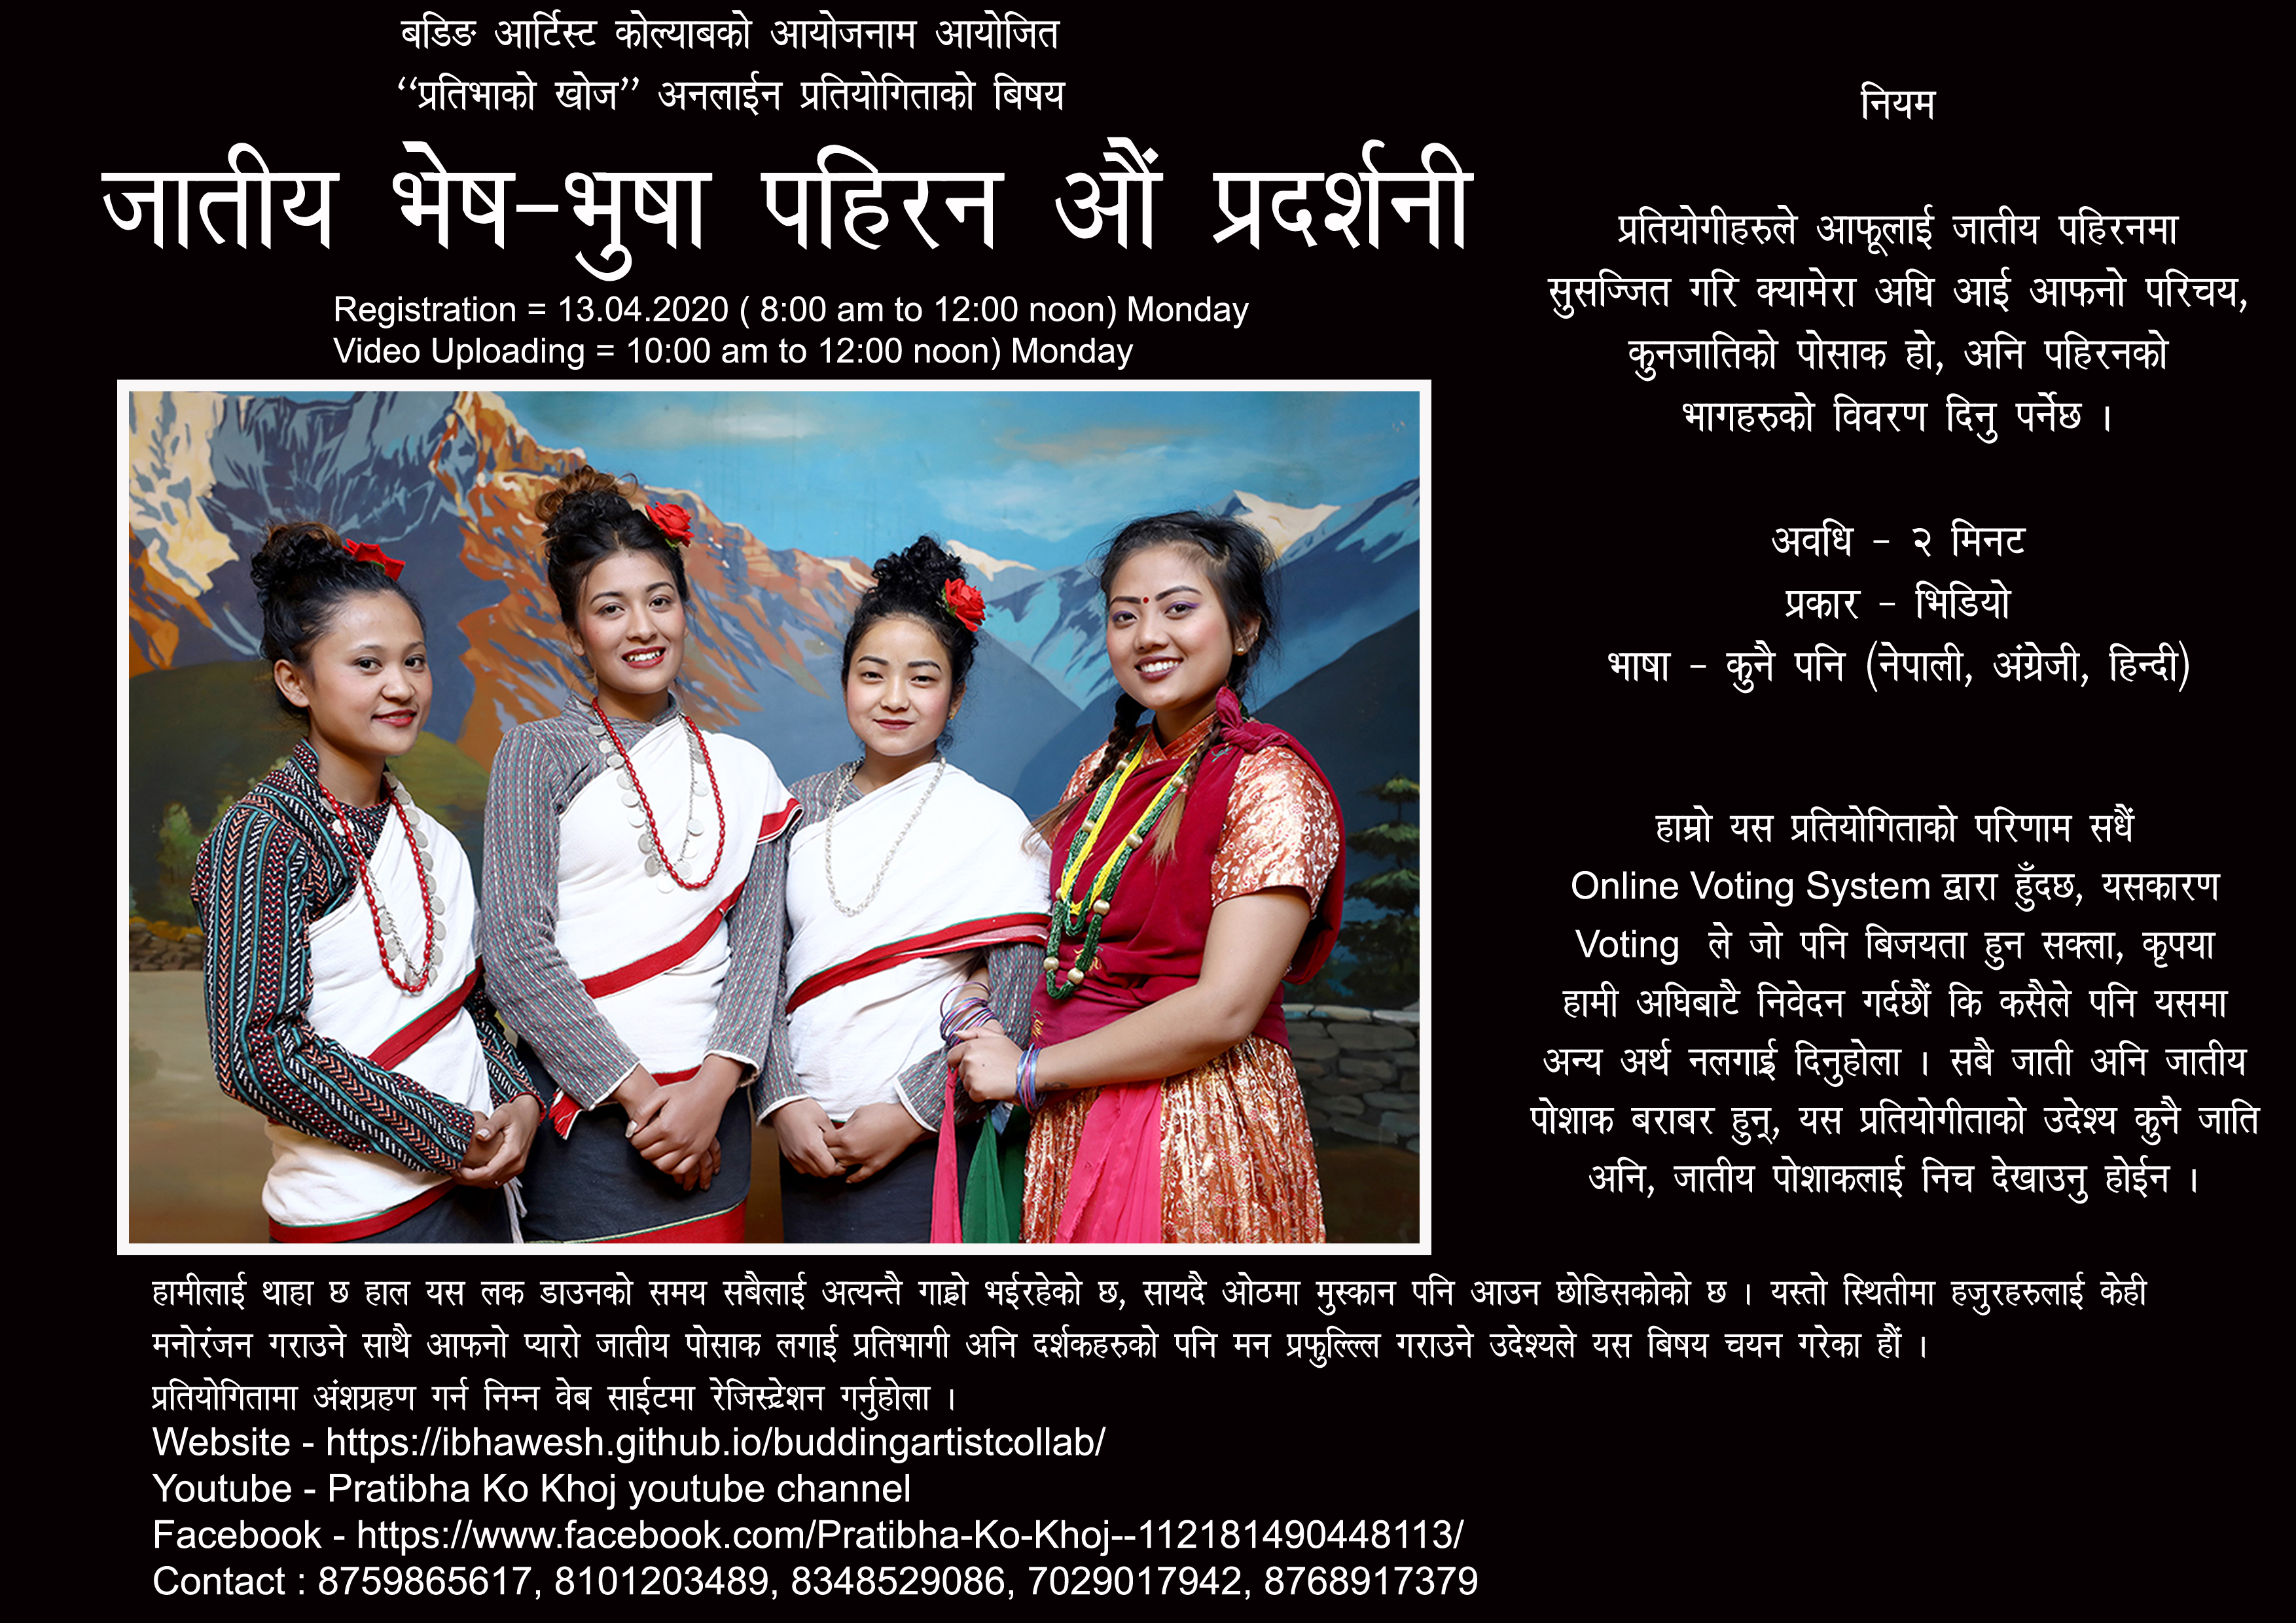 बडिङ आर्टिस्ट कोल्याबको आयोजनाम आयोजित
“प्रतिभाको खोज” अनलाईन प्रतियोगिताको बिषय
जातीय भेष-भुषा पहिरन औं प्रदर्शनी
Registration = 13.04.2020 ( 8:00 am to 12:00 noon) Monday
Video Uploading = 10:00 am to 12:00 noon) Monday
नियम
प्रतियोगीहरुले आफूलाई जातीय पहिरनमा
सुसज्जित गरि क्यामेरा अघि आई आफनो परिचय,
कुनजातिको पोसाक हो, अनि पहिरनको
भागहरुको विवरण दिनु पर्नेछ ।
अवधि - २ मिनट
प्रकार - भिडियो
भाषा - कुनै पनि (नेपाली, अंग्रेजी, हिन्दी)
हाम्रो यस प्रतियोगिताको परिणाम सधैं
Online Voting System द्वारा हुँदछ, यसकारण
Voting ले जो पनि बिजयता हुन सक्ला, कृपया
हामी अघिबाटै निवेदन गर्दछौं कि कसैले पनि यसमा
अन्य अर्थ नलगाई दिनुहोला । सबै जाती अनि जातीय
पोशाक बराबर हुन्, यस प्रतियोगीताको उदेश्य कुनै जाति
अनि, जातीय पोशाकलाई निच देखाउनु होईन ।
हामीलाई थाहा छ हाल यस लक डाउनको समय सबैलाई अत्यन्तै गाह्रो भईरहेको छ, सायदै ओठमा मुस्कान पनि आउन छोडिसकोको छ । यस्तो स्थितीमा हजुरहरुलाई केही
मनोरंजन गराउने साथै आफनो प्यारो जातीय पोसाक लगाई प्रतिभागी अनि दर्शकहरुको पनि मन प्रफुल्लिल गराउने उदेश्यले यस बिषय चयन गरेका हौं ।
प्रतियोगितामा अंशग्रहण गर्न निम्न वेब साईटमा रेजिस्ट्रेशन गर्नुहोला ।
Website - https://ibhawesh.github.io/buddingartistcollab/
Youtube - Pratibha Ko Khoj youtube channel
Facebook - https://www.facebook.com/Pratibha-Ko-Khoj--112181490448113/
Contact : 8759865617, 8101203489, 8348529086, 7029017942, 8768917379